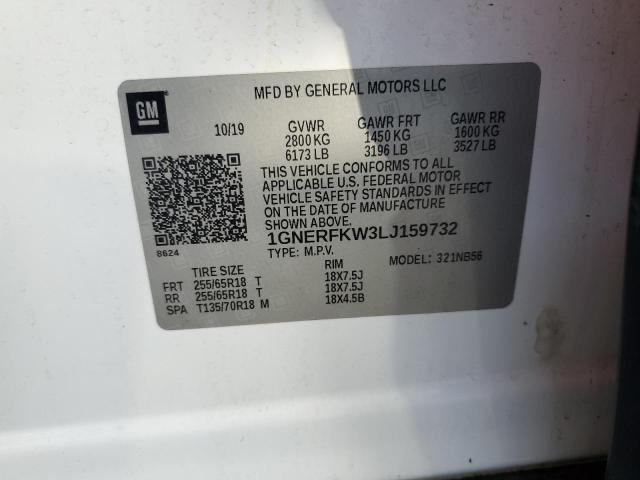 GM
MFD BY GENERAL MOTORS LLC
10/19 GVWR GAWR FRT GAWR RR
2800 KG 1450 KG 1600 KG
6173 LB 3196 LB 3527 LB
THIS VEHICLE CONFORMS TO ALL
APPLICABLE U.S. FEDERAL MOTOR
VEHICLE SAFETY STANDARDS IN EFFECT
ON THE DATE OF MANUFACTURE
SHOWN ABOVE.
8624
1GNERFKW3LJ159732
TYPE: M.P.V. MODEL: 321NB56
TIRE SIZE RIM
FRT 255/65R18 T 18X7.5J
RR 255/65R18 T 18X7.5J
SPA T135/70R18 M 18X4.5B